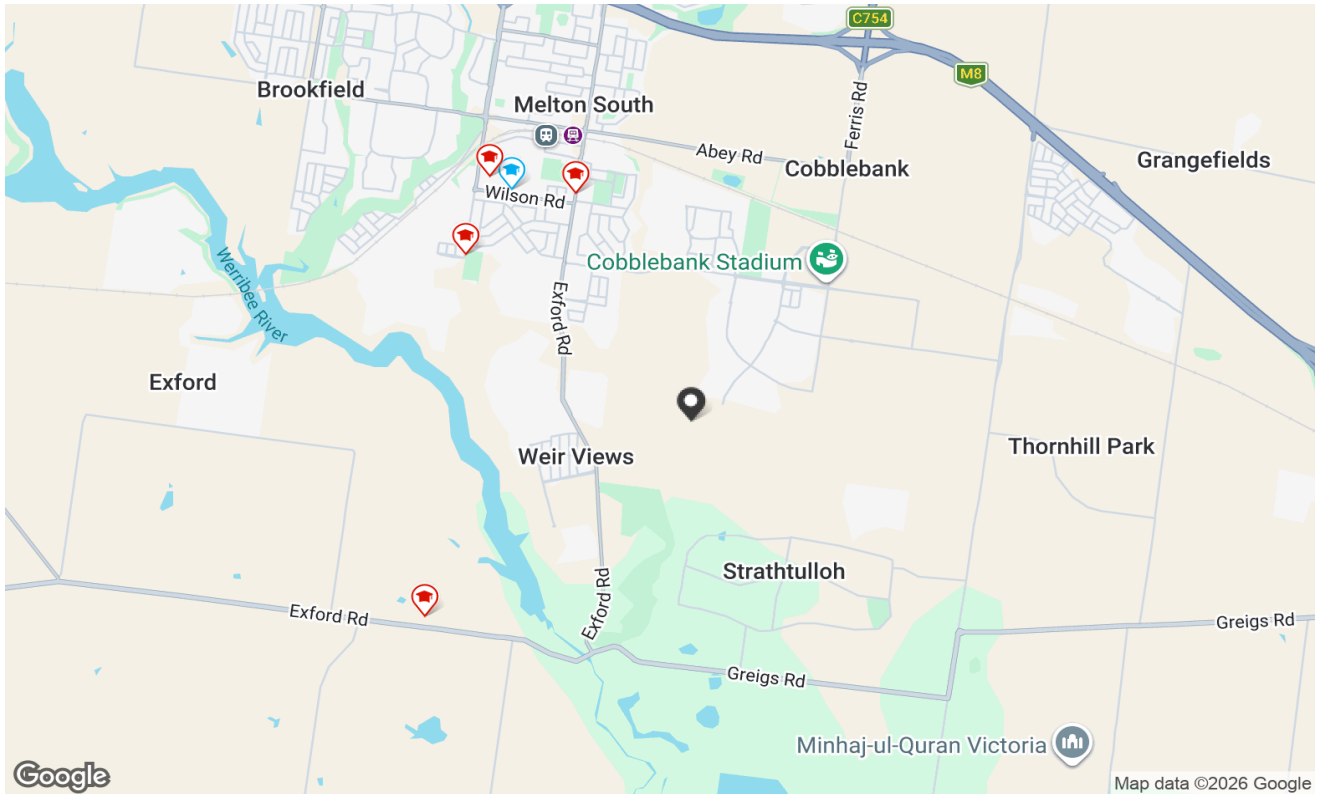 C754
M8
Brookfield
Melton South
Ferris Rd
Abey Rd
Cobblebank
Grangefields
Wilson Rd
Cobblebank Stadium
Werribee River
Exford Rd
Exford
Thornhill Park
Weir Views
Strathtulloh
Exford Rd
Exford Rd
Greigs Rd
Greigs Rd
Minhaj-ul-Quran Victoria
Google
Map data ©2026 Google